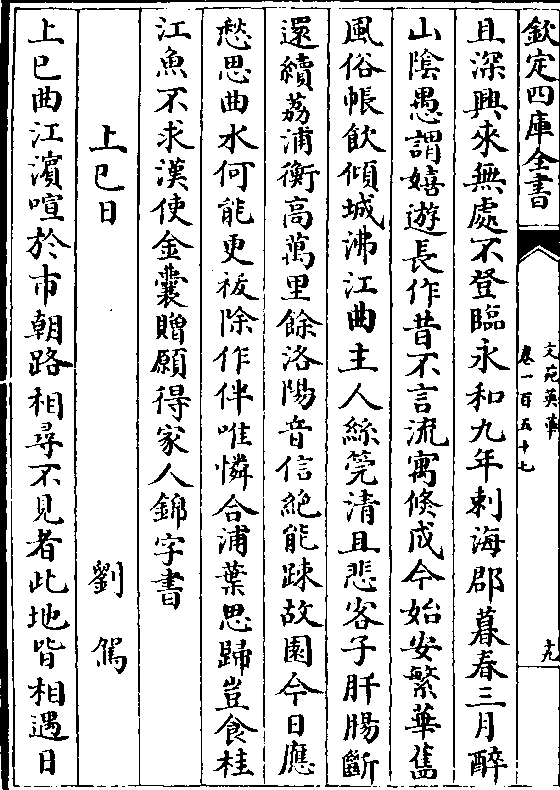 欽定四庫全書
文苑英華
卷一百五十七
九
且深興來無處不登臨永和九年刺海郡暮春三月醉
山陰愚謂嬉遊長作昔不言流寓倐成今始安繁華舊
風俗帳飲傾城沸江曲主人絲筦清且悲客子肝腸斷
還續荔浦衡高萬里餘洛陽音信絶能踈故園今日應
愁思曲水何能更祓除作伴唯憐合浦葉思歸豈食桂
江魚不求漢使金囊贈願得家人錦字書
上巳日
劉駕
上巳曲江濵喧於市朝路相尋不見者此地皆相遇日